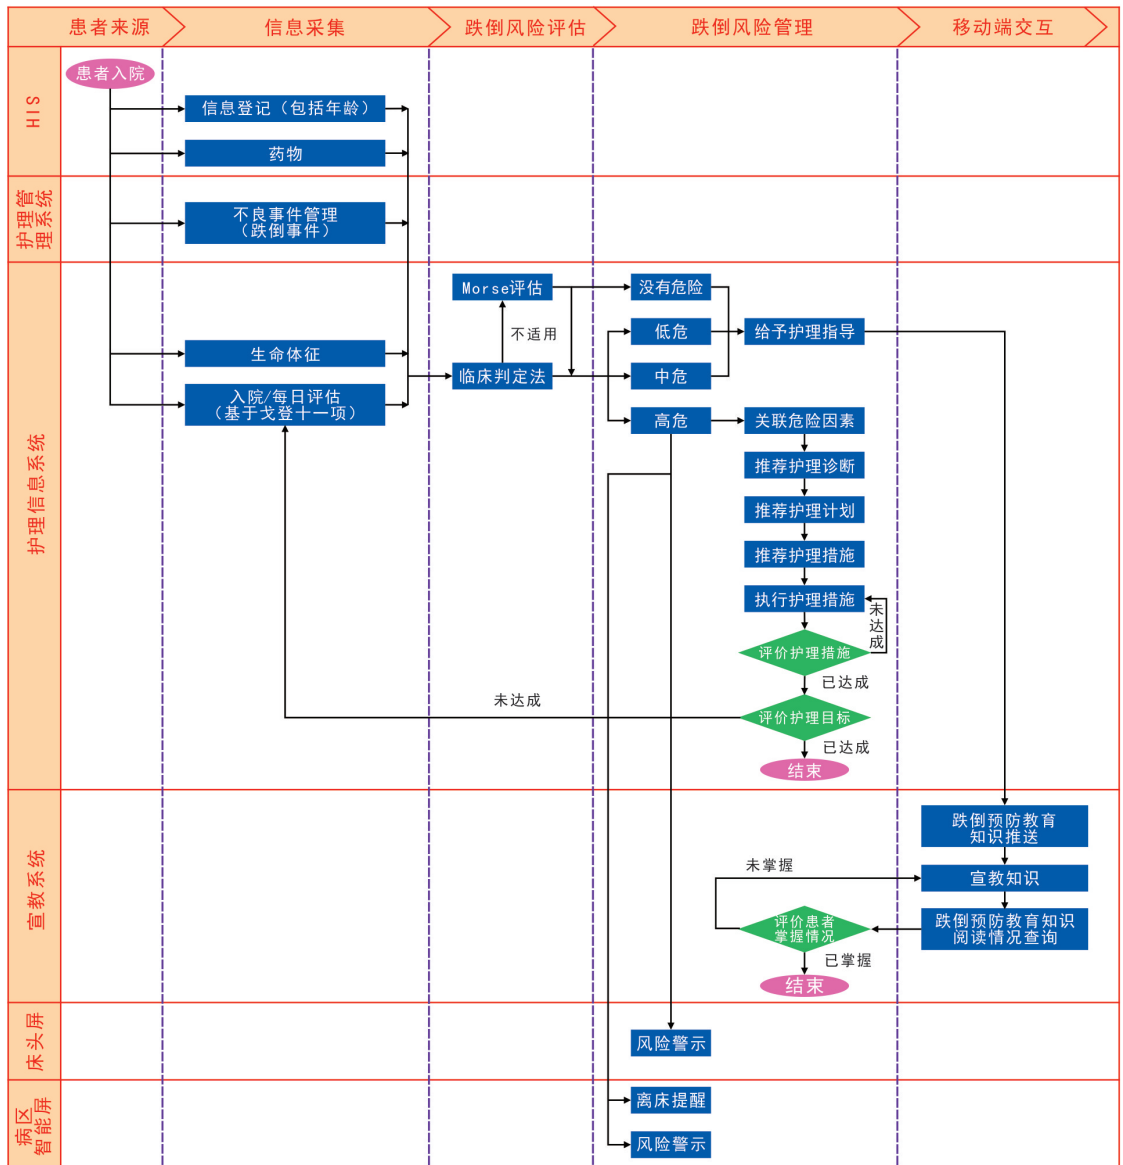 患者来源
信息采集
跌倒风险评估
跌倒风险管理
移动端交互
HIS
患者入院
信息登记（包括年龄）
药物
护理管
理系统
不良事件管理
（跌倒事件）
护理信息系统
Morse评估
没有危险
不适用
低危
给予护理指导
生命体征
临床判定法
中危
入院/每日评估
（基于戈登十一项）
高危
关联危险因素
推荐护理诊断
推荐护理计划
推荐护理措施
执行护理措施
未
达
成
评价护理措施
已达成
未达成
评价护理目标
已达成
结束
宣教系统
跌倒预防教育
知识推送
未掌握
宣教知识
评价患者
掌握情况
跌倒预防教育知识
阅读情况查询
已掌握
结束
床头屏
风险警示
病区
智能屏
离床提醒
风险警示